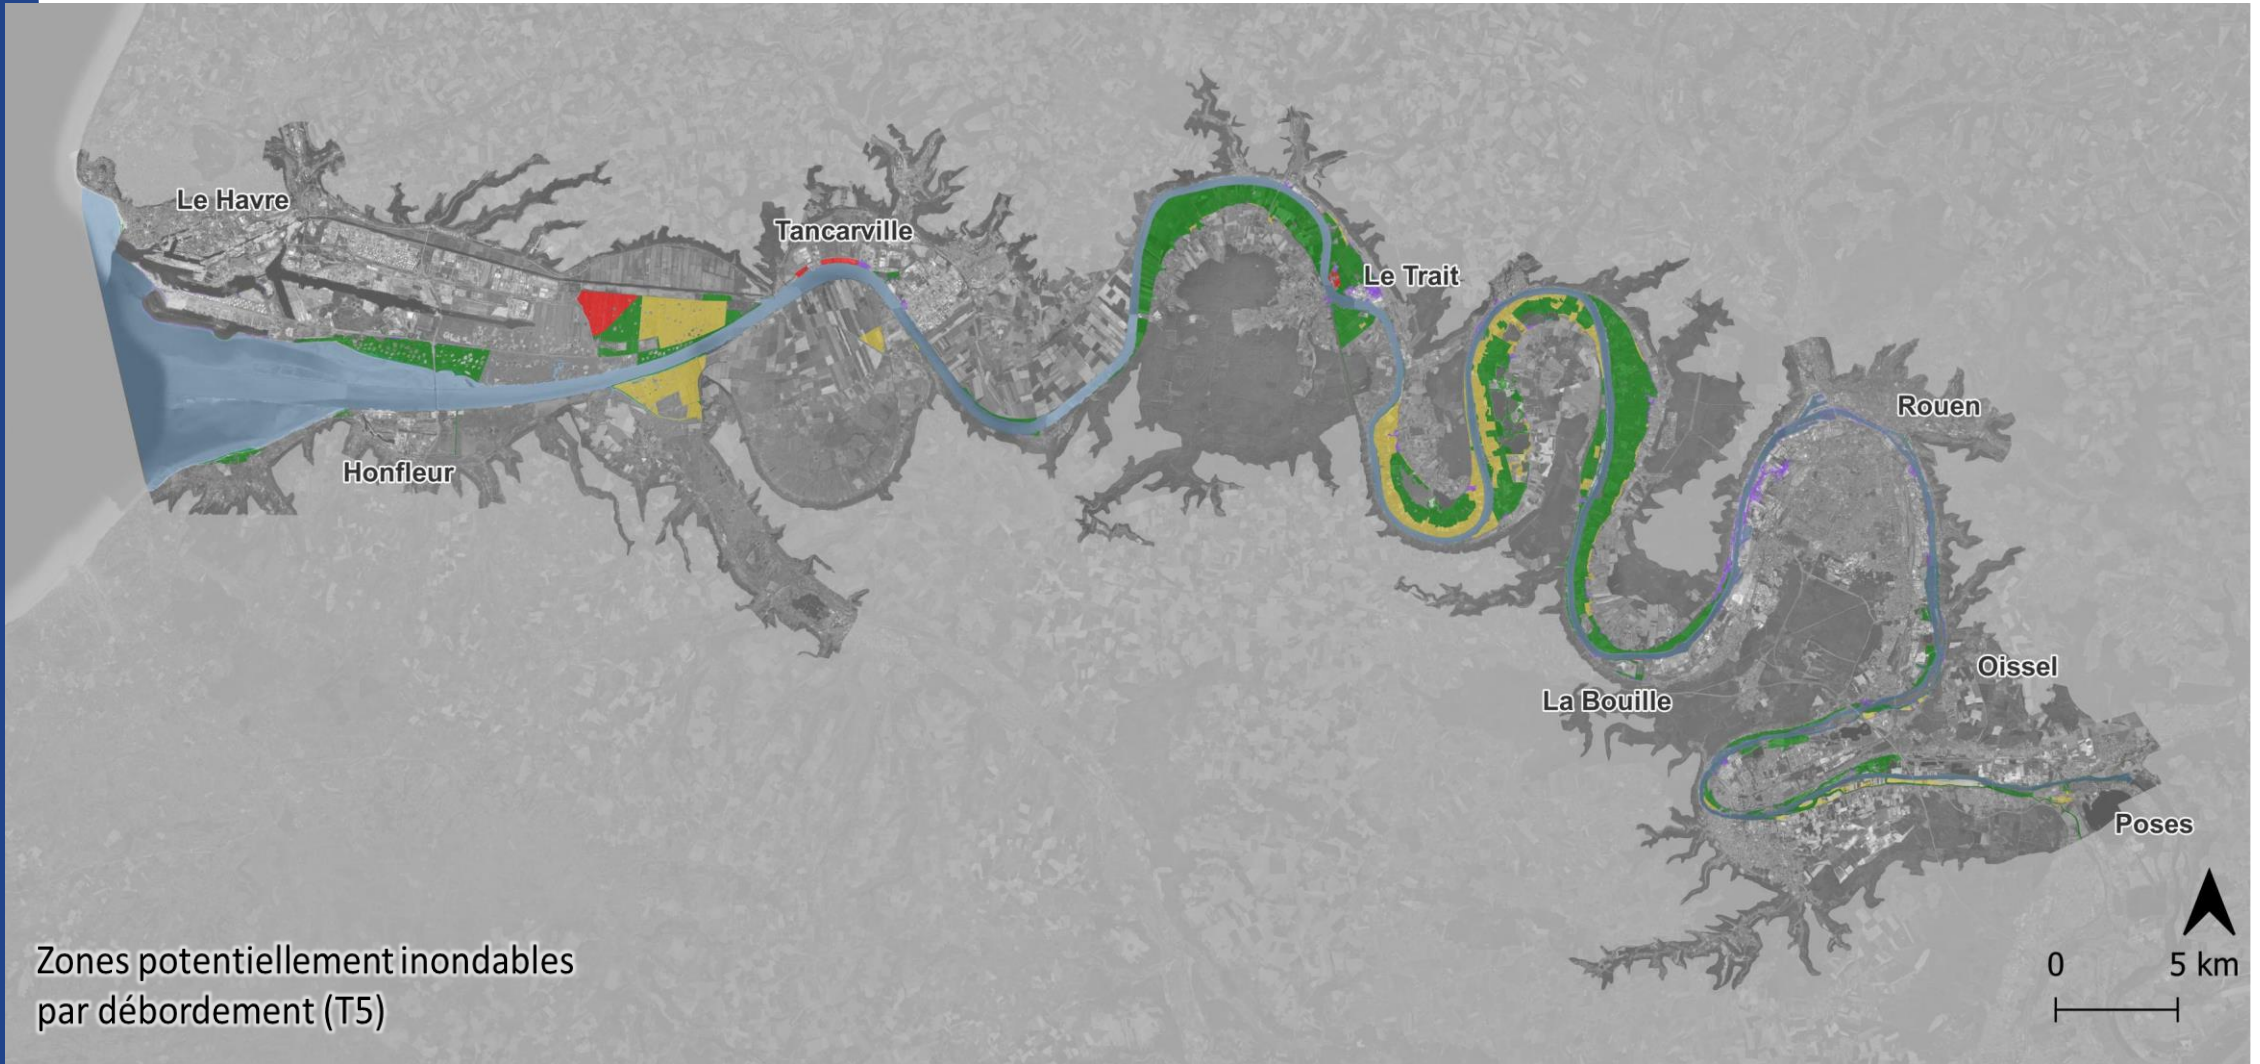 Le Havre
Tancarville
Le Trait
Rouen
Honfleur
Oissel
La Bouille
Poses
Zones potentiellement inondables
par débordement (T5)
0 5 km